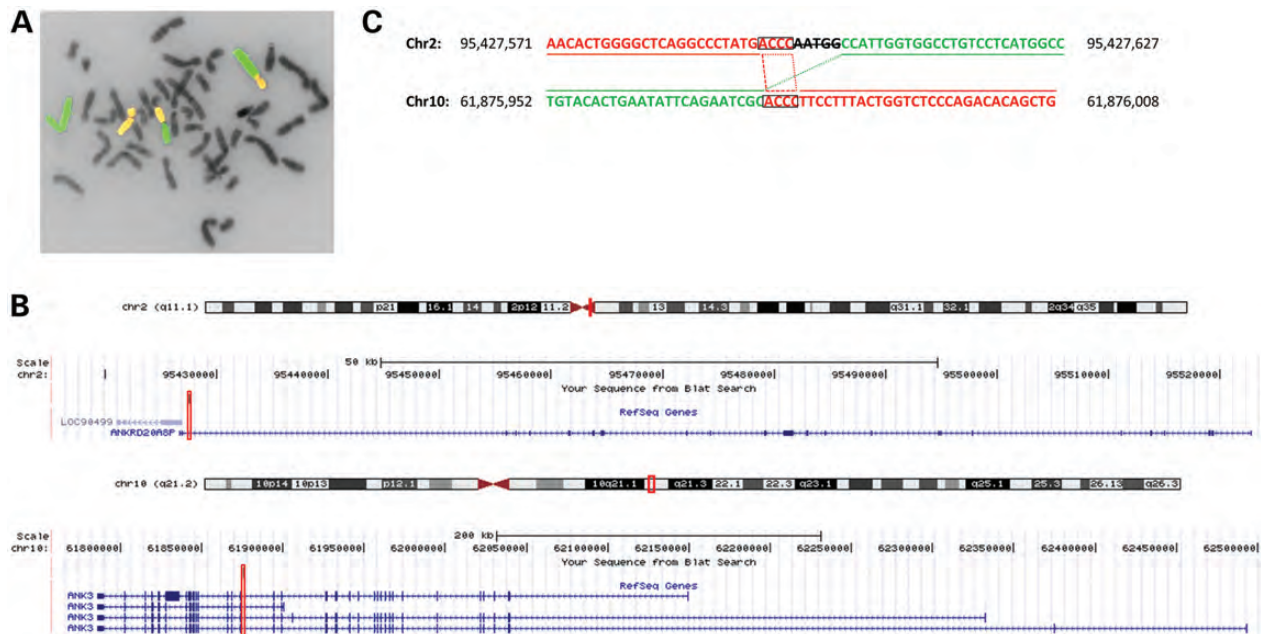 A
C
Chr2: 95,427,571 AACACTGGGGCTCAGGCCCTATGACCCAATGGCCATTGGTGGCCTGTCCTCATGGCC 95,427,627
Chr10: 61,875,952 TGTACACTGAATATTCAGAATCGCACCCTTCCTTTACTGGTCTCCCAGACACAGCTG 61,876,008
B
chr2 (q11.1) p21 16.1 14 2p12 11.2 13 14.3 q31.1 32.1 2q34 q35
Scale 50 kb
chr2: 95430000 95440000 95450000 95460000 95470000 95480000 95490000 95500000 95510000 95520000
Your Sequence from Blat Search
RefSeq Genes
LOC90499
ANKRD20A8P
chr10 (q21.2) 10p14 10p13 p12.1 10q21.1 q21.3 22.1 22.3 q23.1 q25.1 25.3 26.13 q26.3
Scale 200 kb
chr10: 61800000 61850000 61900000 61950000 62000000 62050000 62100000 62150000 62200000 62250000 62300000 62350000 62400000 62450000 62500000
Your Sequence from Blat Search
RefSeq Genes
ANK3
ANK3
ANK3
ANK3